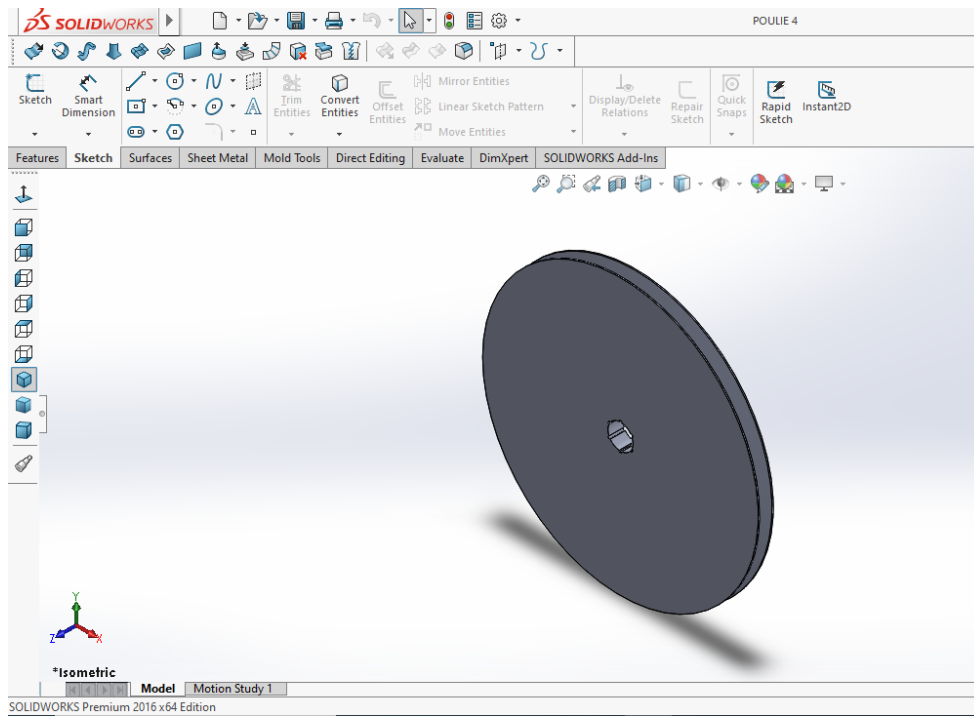 SOLIDWORKS
POULIE 4
Sketch
Smart Dimension
Trim Entities
Convert Entities
Offset Entities
Mirror Entities
Linear Sketch Pattern
Move Entities
Display/Delete Relations
Repair Sketch
Quick Snaps
Rapid Sketch
Instant2D
Features Sketch Surfaces Sheet Metal Mold Tools Direct Editing Evaluate DimXpert SOLIDWORKS Add-Ins
Y
Z X
*Isometric
Model Motion Study 1
SOLIDWORKS Premium 2016 x64 Edition